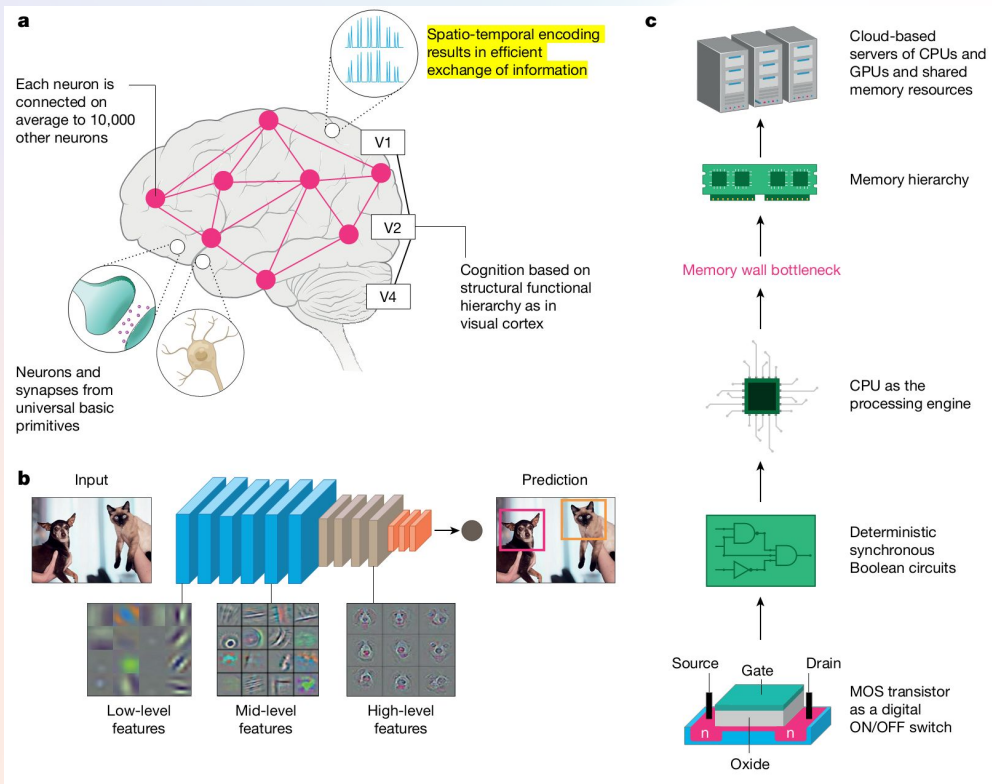 a
Spatio-temporal encoding
results in efficient
exchange of information
Each neuron is
connected on
average to 10,000
other neurons
V1
V2
V4
Cognition based on
structural functional
hierarchy as in
visual cortex
Neurons and
synapses from
universal basic
primitives
b
Input
Prediction
Low-level
features
Mid-level
features
High-level
features
c
Cloud-based
servers of CPUs and
GPUs and shared
memory resources
Memory hierarchy
Memory wall bottleneck
CPU as the
processing engine
Deterministic
synchronous
Boolean circuits
Source
Gate
Drain
n
n
Oxide
MOS transistor
as a digital
ON/OFF switch